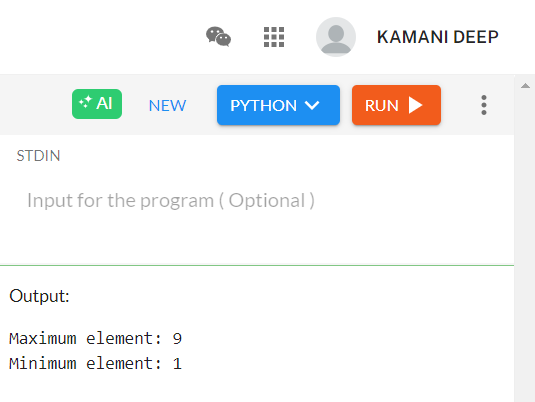 KAMANI DEEP
AI NEW PYTHON RUN
STDIN
Input for the program ( Optional )
Output:
Maximum element: 9
Minimum element: 1